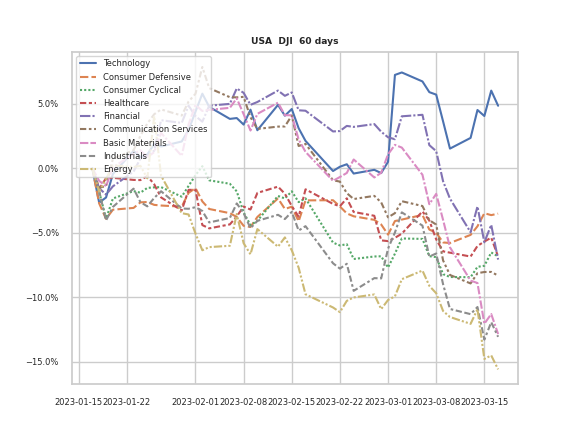 USA DJI 60 days
Technology
Consumer Defensive
Consumer Cyclical
Healthcare
Financial
Communication Services
Basic Materials
Industrials
Energy
5.0%
0.0%
−5.0%
−10.0%
−15.0%
2023-01-15 2023-01-22 2023-02-01 2023-02-08 2023-02-15 2023-02-22 2023-03-01 2023-03-08 2023-03-15